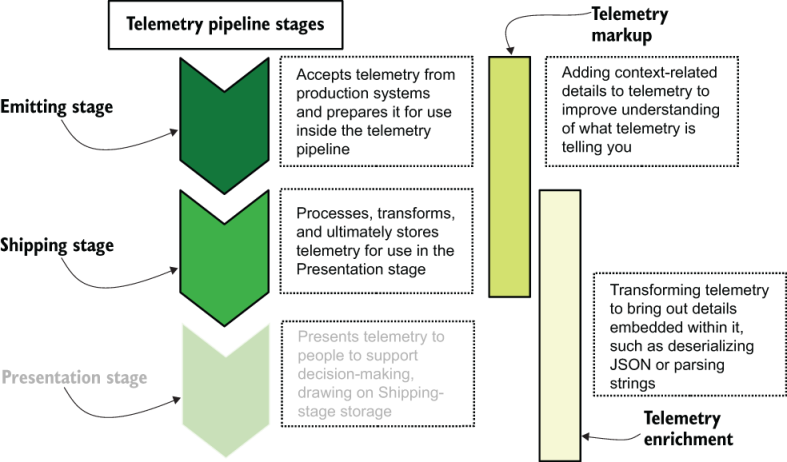 Telemetry pipeline stages
Emitting stage
Accepts telemetry from
production systems
and prepares it for use
inside the telemetry
pipeline
Shipping stage
Processes, transforms,
and ultimately stores
telemetry for use in the
Presentation stage
Presentation stage
Presents telemetry to
people to support
decision-making,
drawing on Shipping-
stage storage
Telemetry
markup
Adding context-related
details to telemetry to
improve understanding
of what telemetry is
telling you
Transforming telemetry
to bring out details
embedded within it,
such as deserializing
JSON or parsing
strings
Telemetry
enrichment